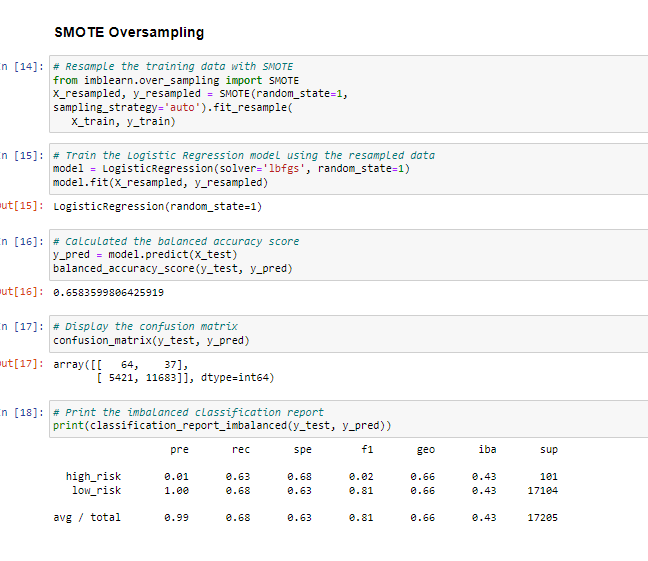 SMOTE Oversampling
n [14]: # Resample the training data with SMOTE
from imblearn.over_sampling import SMOTE
X_resampled, y_resampled = SMOTE(random_state=1,
sampling_strategy='auto').fit_resample(
X_train, y_train)
n [15]: # Train the Logistic Regression model using the resampled data
model = LogisticRegression(solver='lbfgs', random_state=1)
model.fit(X_resampled, y_resampled)
ut[15]: LogisticRegression(random_state=1)
n [16]: # Calculated the balanced accuracy score
y_pred = model.predict(X_test)
balanced_accuracy_score(y_test, y_pred)
ut[16]: 0.6583599806425919
n [17]: # Display the confusion matrix
confusion_matrix(y_test, y_pred)
ut[17]: array([[ 64, 37],
[ 5421, 11683]], dtype=int64)
n [18]: # Print the imbalanced classification report
print(classification_report_imbalanced(y_test, y_pred))
pre rec spe f1 geo iba sup
high_risk 0.01 0.63 0.68 0.02 0.66 0.43 101
low_risk 1.00 0.68 0.63 0.81 0.66 0.43 17104
avg / total 0.99 0.68 0.63 0.81 0.66 0.43 17205